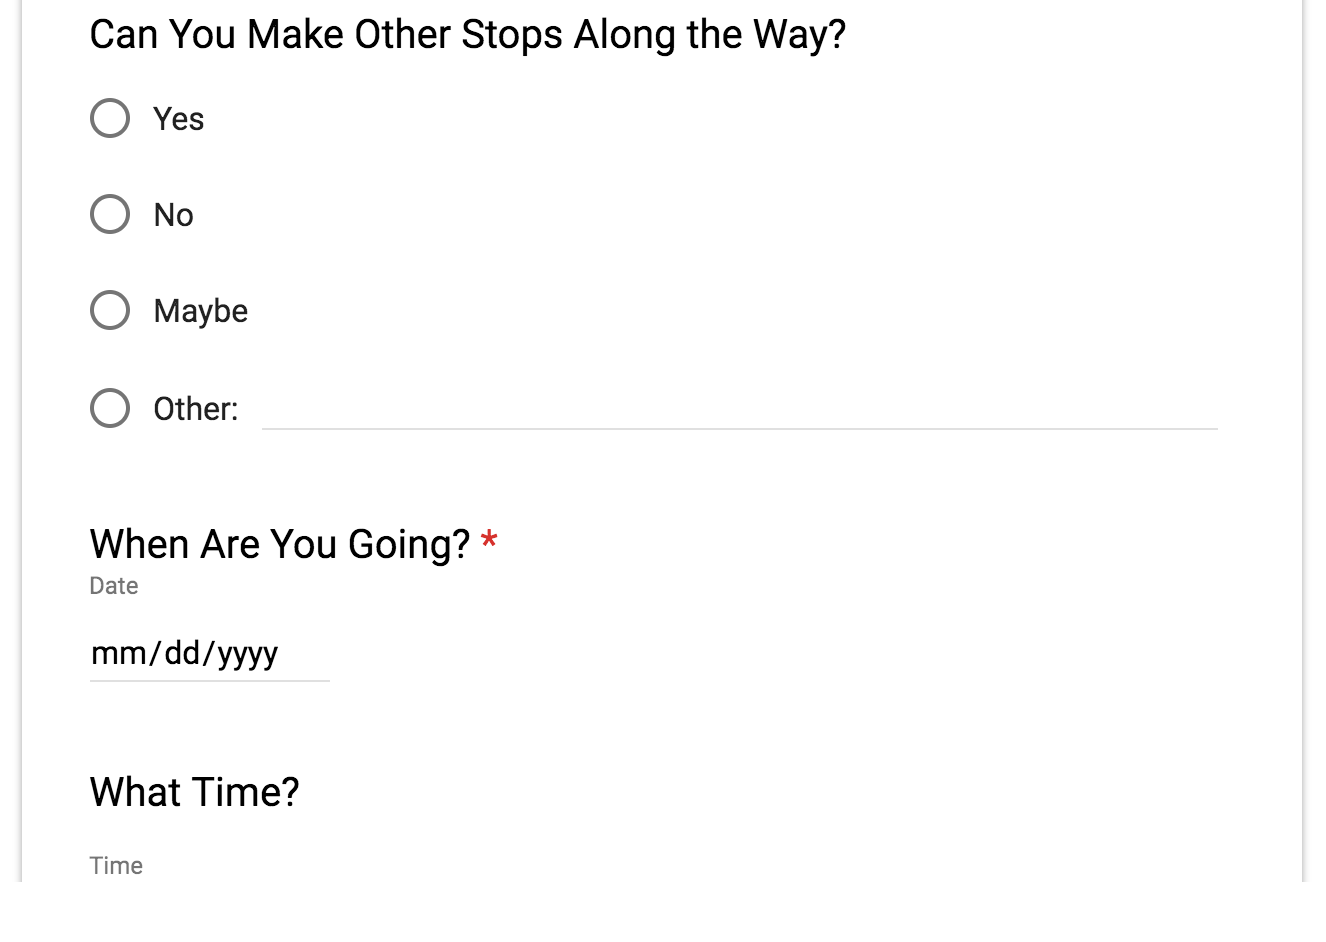 Can You Make Other Stops Along the Way?
Yes
No
Maybe
Other:
When Are You Going? *
Date
mm/dd/yyyy
What Time?
Time